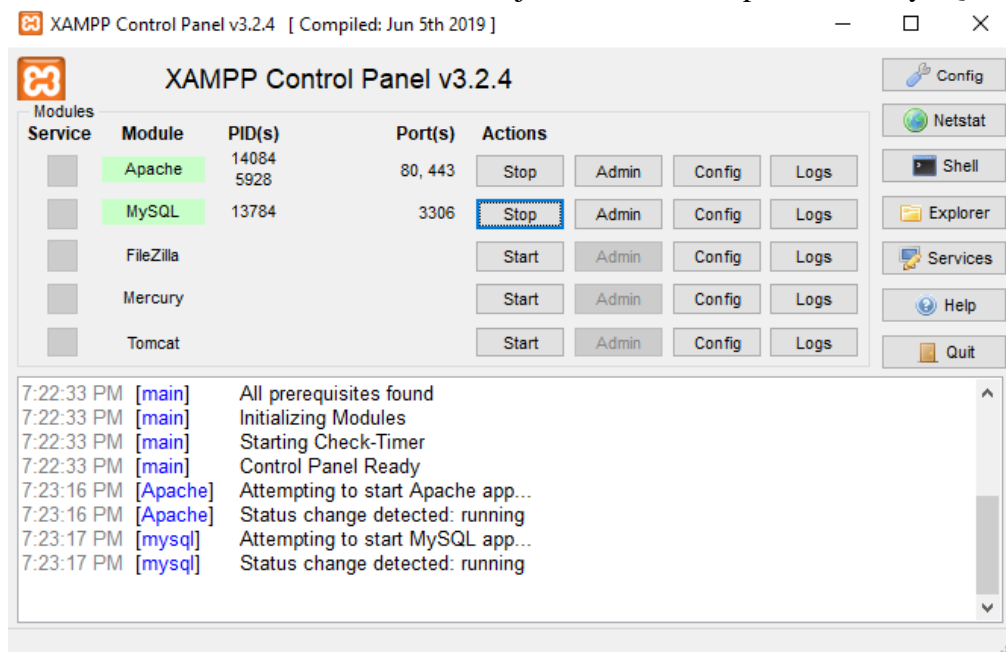 XAMPP Control Panel v3.2.4 [ Compiled: Jun 5th 2019 ]
XAMPP Control Panel v3.2.4
Config
Modules
Service Module PID(s) Port(s) Actions
Netstat
Apache 14084 5928 80, 443 Stop Admin Config Logs
Shell
MySQL 13784 3306 Stop Admin Config Logs
Explorer
FileZilla Start Admin Config Logs
Services
Mercury Start Admin Config Logs
Help
Tomcat Start Admin Config Logs
Quit
7:22:33 PM [main] All prerequisites found
7:22:33 PM [main] Initializing Modules
7:22:33 PM [main] Starting Check-Timer
7:22:33 PM [main] Control Panel Ready
7:23:16 PM [Apache] Attempting to start Apache app...
7:23:16 PM [Apache] Status change detected: running
7:23:17 PM [mysql] Attempting to start MySQL app...
7:23:17 PM [mysql] Status change detected: running